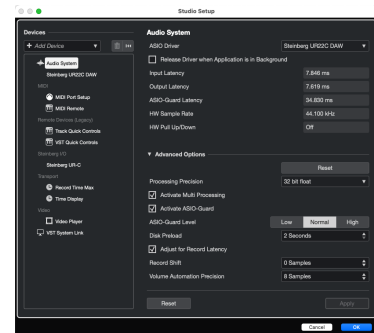 Studio Setup
Devices
+ Add Device
Audio System
Steinberg UR22C DAW
MIDI
MIDI Port Setup
MIDI Remote
Remote Devices (Legacy)
Track Quick Controls
VST Quick Controls
Steinberg I/O
Steinberg UR-C
Transport
Record Time Max
Time Display
Video
Video Player
VST System Link
Audio System
ASIO Driver Steinberg UR22C DAW
Release Driver when Application is in Background
Input Latency 7.846 ms
Output Latency 7.619 ms
ASIO-Guard Latency 34.830 ms
HW Sample Rate 44.100 kHz
HW Pull Up/Down Off
Advanced Options
Reset
Processing Precision 32 bit float
Activate Multi Processing
Activate ASIO-Guard
ASIO-Guard Level Low Normal High
Disk Preload 2 Seconds
Adjust for Record Latency
Record Shift 0 Samples
Volume Automation Precision 8 Samples
Reset Apply
Cancel OK